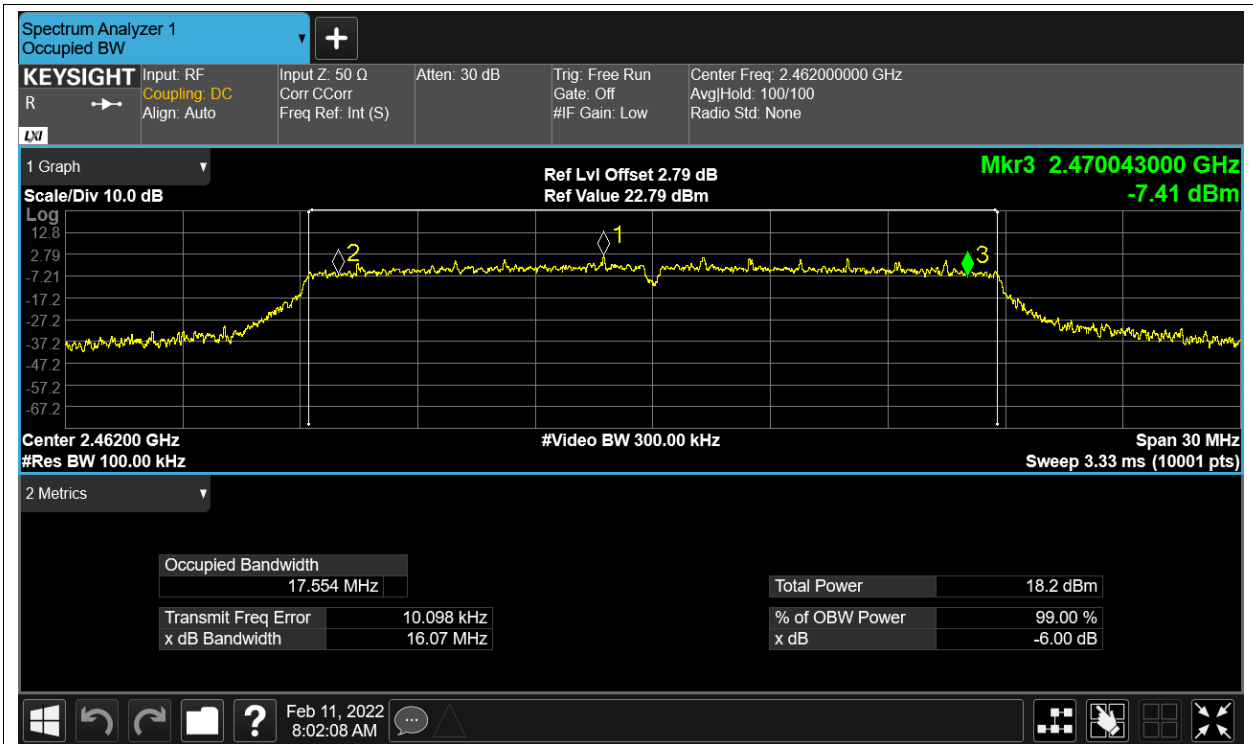 Spectrum Analyzer 1
Occupied BW
KEYSIGHT
R
LXI
Input: RF
Coupling: DC
Align: Auto
Input Z: 50 Ω
Corr CCorr
Freq Ref: Int (S)
Atten: 30 dB
Trig: Free Run
Gate: Off
#IF Gain: Low
Center Freq: 2.462000000 GHz
Avg|Hold: 100/100
Radio Std: None
1 Graph
Scale/Div 10.0 dB
Ref Lvl Offset 2.79 dB
Ref Value 22.79 dBm
Mkr3 2.470043000 GHz
-7.41 dBm
Log
12.8
2.79
-7.21
-17.2
-27.2
-37.2
-47.2
-57.2
-67.2
2
1
3
Center 2.46200 GHz
#Video BW 300.00 kHz
Span 30 MHz
#Res BW 100.00 kHz
Sweep 3.33 ms (10001 pts)
2 Metrics
Occupied Bandwidth
17.554 MHz
Total Power 18.2 dBm
Transmit Freq Error 10.098 kHz
% of OBW Power 99.00 %
x dB Bandwidth 16.07 MHz
x dB -6.00 dB
?
Feb 11, 2022
8:02:08 AM